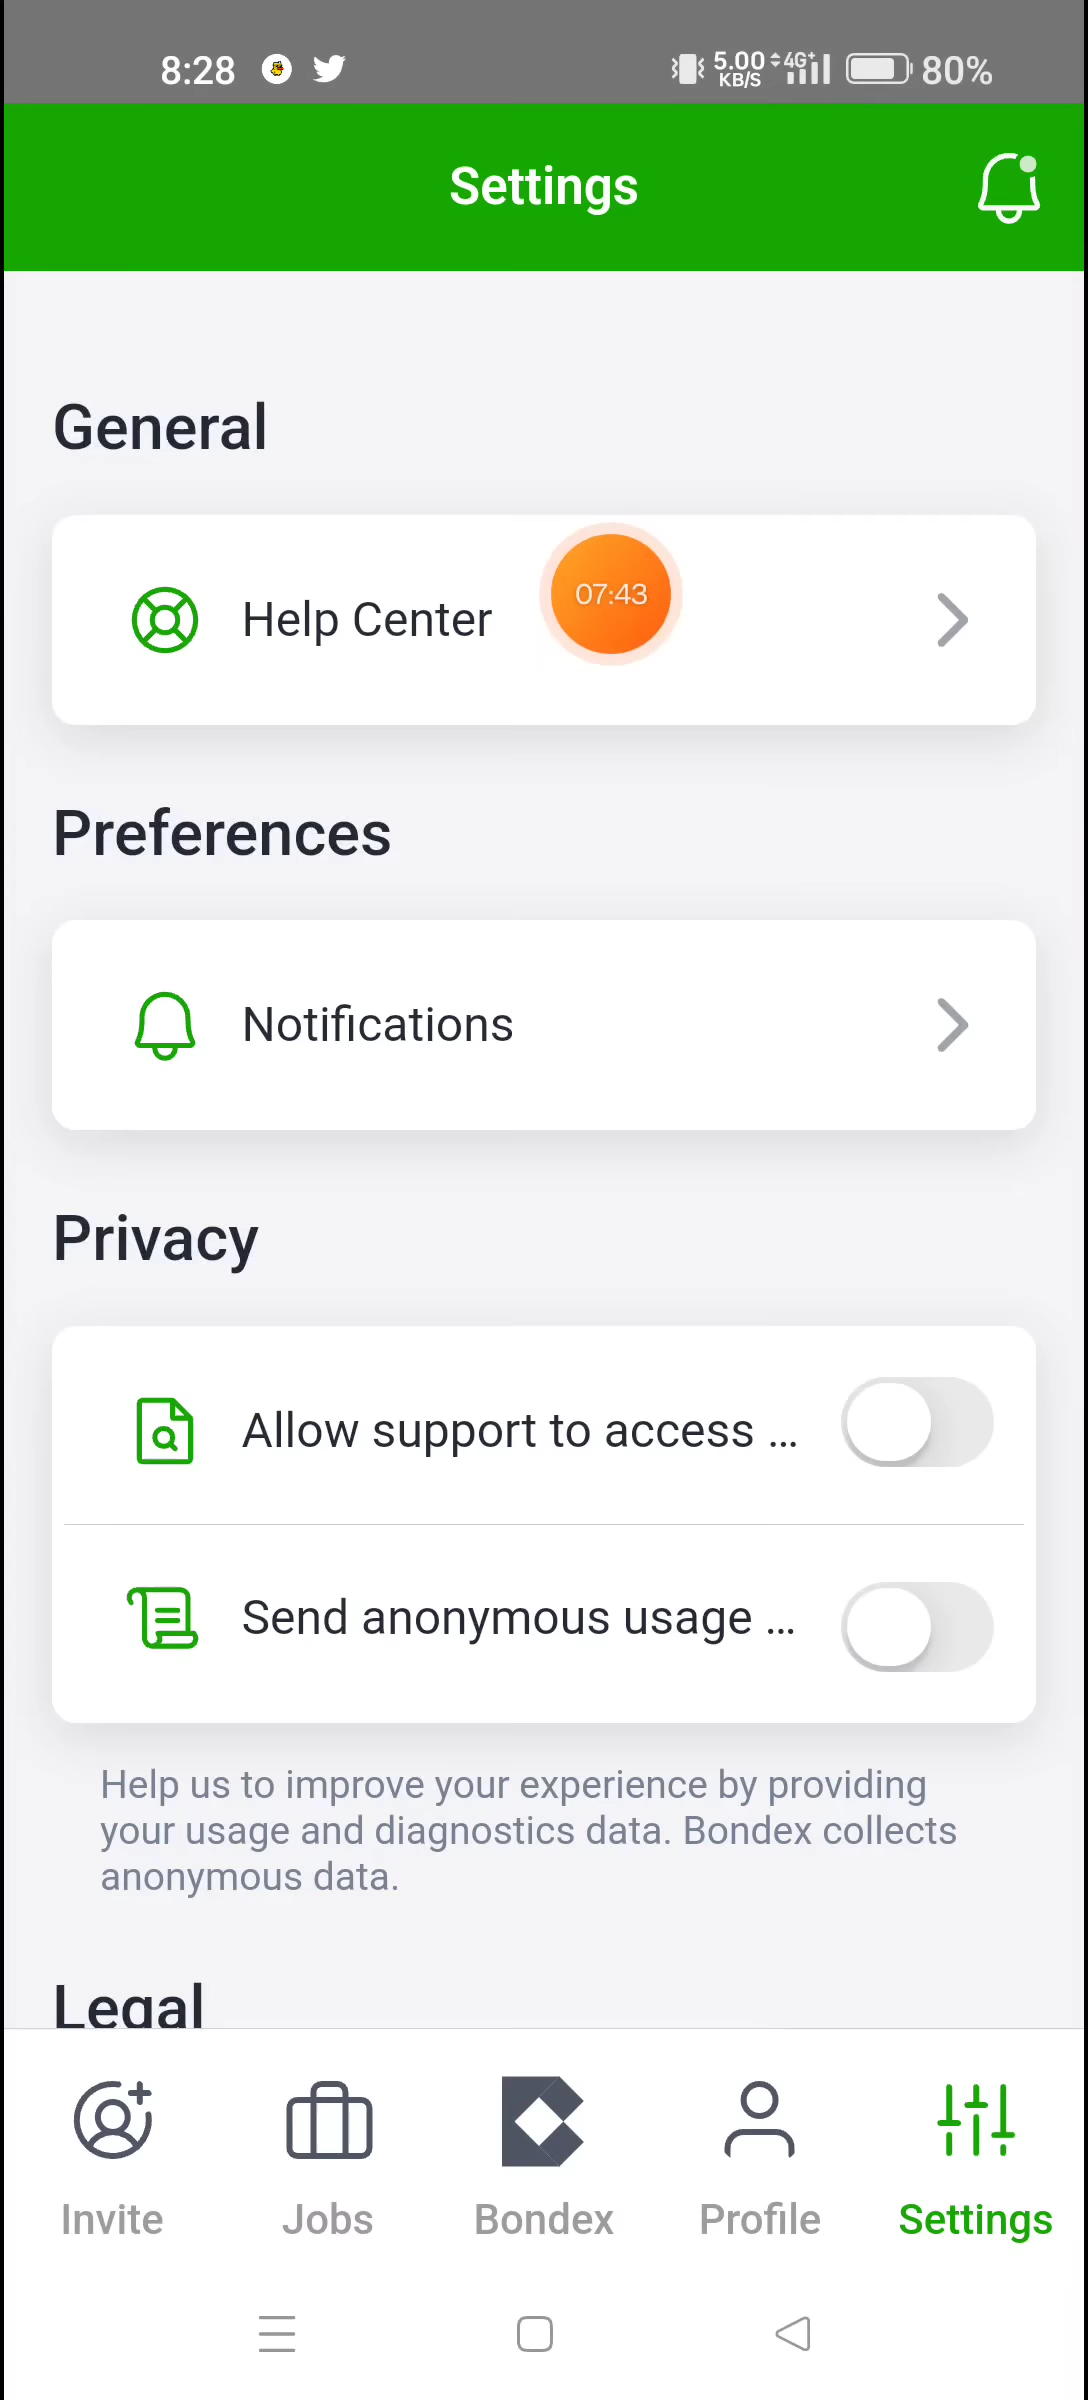 8:28
5.00 KB/S 4G+ 80%
Settings
General
Help Center
07:43
Preferences
Notifications
Privacy
Allow support to access ...
Send anonymous usage ...
Help us to improve your experience by providing
your usage and diagnostics data. Bondex collects
anonymous data.
Legal
Invite
Jobs
Bondex
Profile
Settings